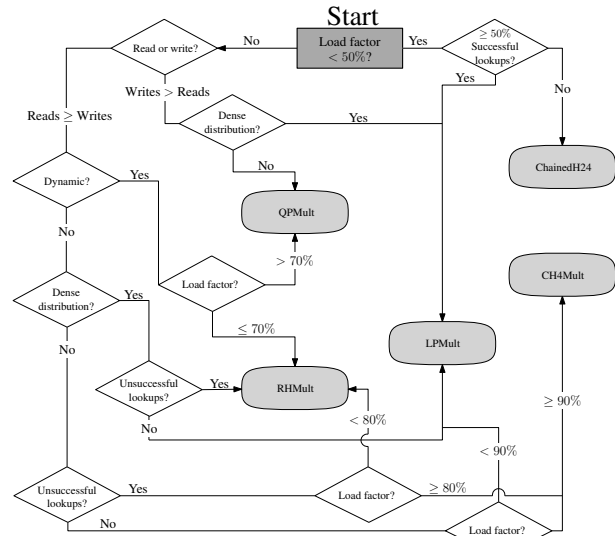 Start
Load factor
< 50%?
No
Yes
Read or write?
≥ 50%
Successful
lookups?
Yes
No
Writes > Reads
Reads ≥ Writes
Dense
distribution?
Yes
No
ChainedH24
Dynamic?
Yes
No
QPMult
> 70%
Load factor?
≤ 70%
CH4Mult
Dense
distribution?
Yes
No
LPMult
Unsuccessful
lookups?
Yes
No
RHMult
< 80%
≥ 90%
< 90%
Unsuccessful
lookups?
Yes
No
Load factor?
≥ 80%
Load factor?